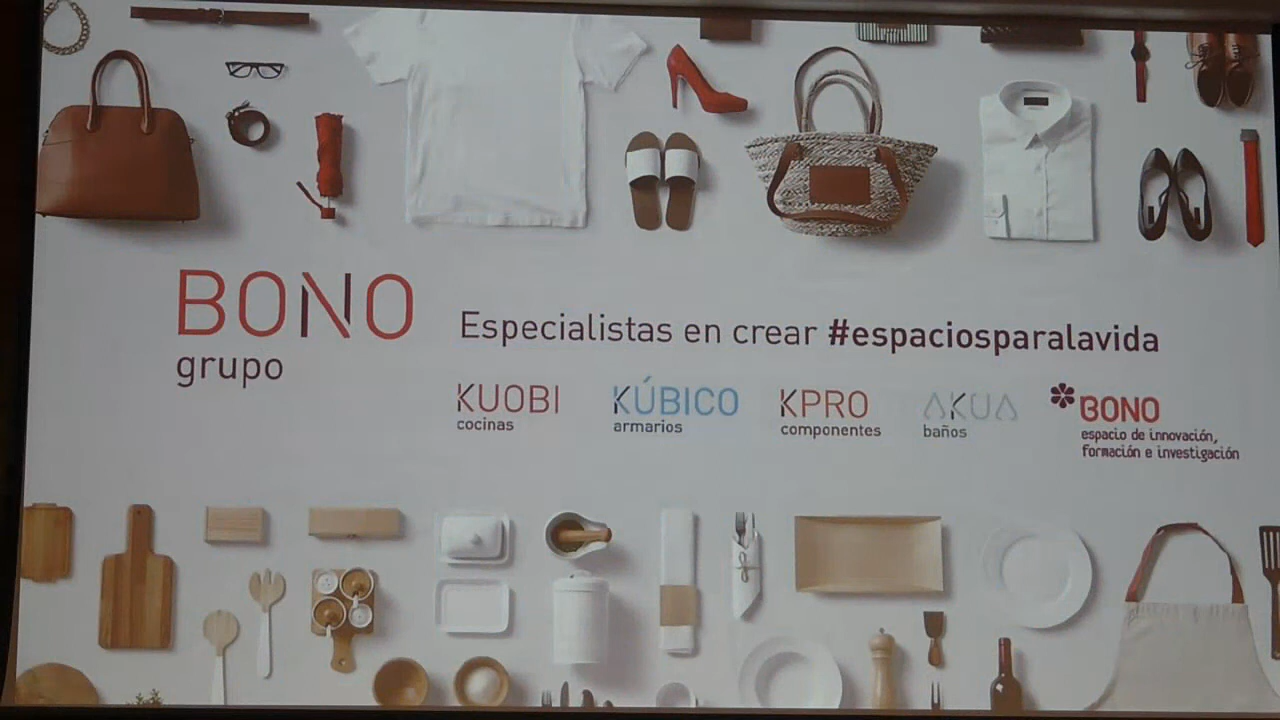 BONO
grupo
Especialistas en crear #espaciosparalavida
KUOBI
cocinas
KÚBICO
armarios
KPRO
componentes
AKUA
baños
BONO
espacio de innovación,
formación e investigación